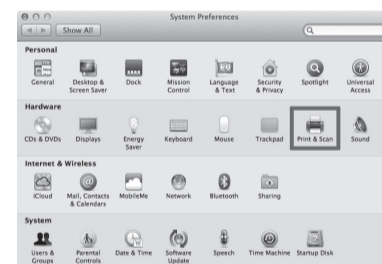 System Preferences
Show All
Personal
General
Desktop &
Screen Saver
Dock
Mission
Control
Language
& Text
Security
& Privacy
Spotlight
Universal
Access
Hardware
CDs & DVDs
Displays
Energy
Saver
Keyboard
Mouse
Trackpad
Print & Scan
Sound
Internet & Wireless
iCloud
Mail, Contacts
& Calendars
MobileMe
Network
Bluetooth
Sharing
System
Users &
Groups
Parental
Controls
Date & Time
Software
Update
Speech
Time Machine
Startup Disk